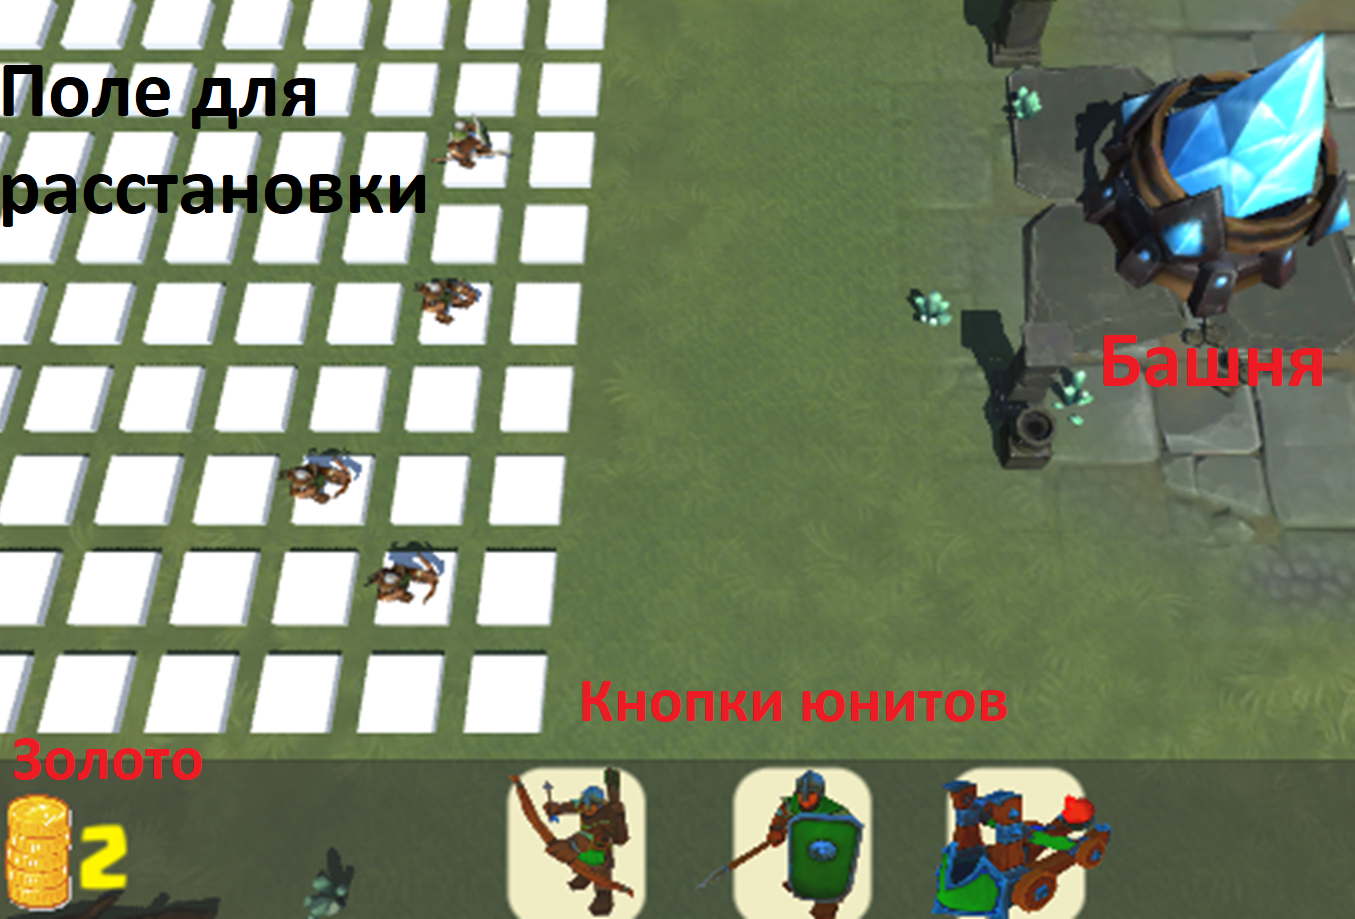 Поле для
расстановки
Башня
Кнопки юнитов
Золото
2